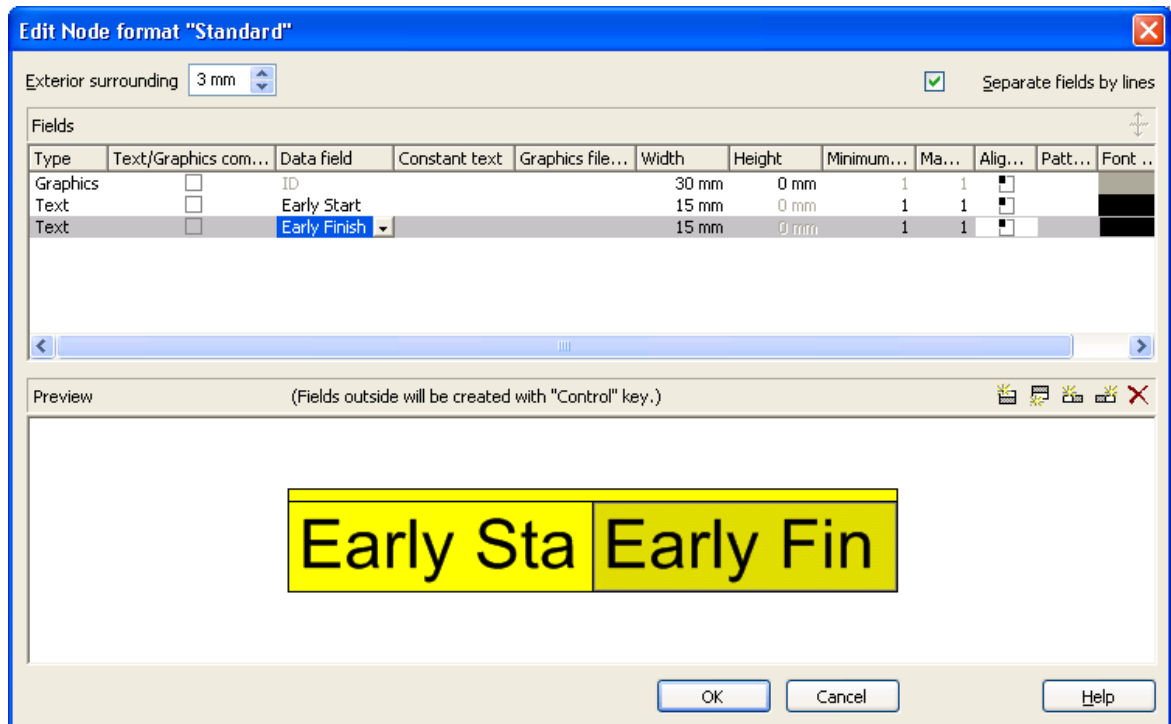 Edit Node format "Standard"
Exterior surrounding 3 mm Separate fields by lines
Fields
Type Text/Graphics com... Data field Constant text Graphics file... Width Height Minimum... Ma... Alig... Patt... Font ..
Graphics ID 30 mm 0 mm 1 1
Text Early Start 15 mm 0 mm 1 1
Text Early Finish 15 mm 0 mm 1 1
Preview (Fields outside will be created with "Control" key.)
Early Sta Early Fin
OK Cancel Help